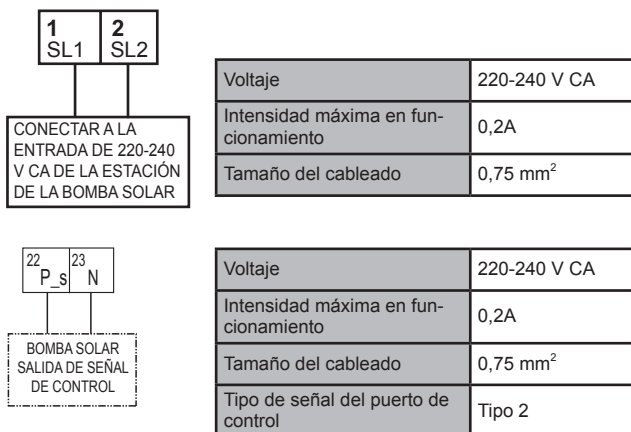 1 2
SL1 SL2
CONECTAR A LA
ENTRADA DE 220-240
V CA DE LA ESTACIÓN
DE LA BOMBA SOLAR
Voltaje 220-240 V CA
Intensidad máxima en fun-
cionamiento 0,2A
Tamaño del cableado 0,75 mm²
22 23
P_s N
BOMBA SOLAR
SALIDA DE SEÑAL
DE CONTROL
Voltaje 220-240 V CA
Intensidad máxima en fun-
cionamiento 0,2A
Tamaño del cableado 0,75 mm²
Tipo de señal del puerto de
control Tipo 2